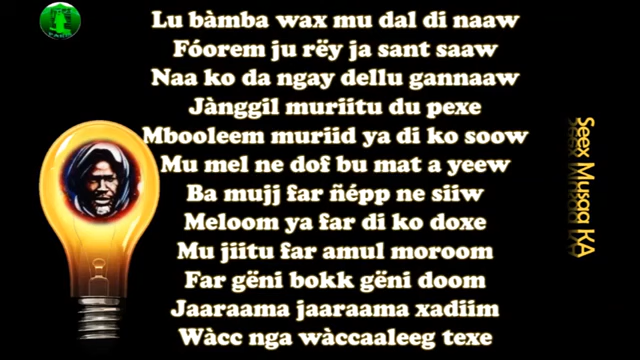 Lu bàmba wax mu dal di naaw
Fóorem ju rëy ja sant saaw
Naa ko da ngay dellu gannaaw
Jànggil muriitu du pexe
Mbooleem muriid ya di ko soow
Mu mel ne dof bu mat a yeew
Ba mujj far ñépp ne siiw
Meloom ya far di ko doxe
Mu jiitu far amul moroom
Far gëni bokk gëni doom
Jaaraama jaaraama xadiim
Wàcc nga wàccaaleeg texe
Seex Musaa KA